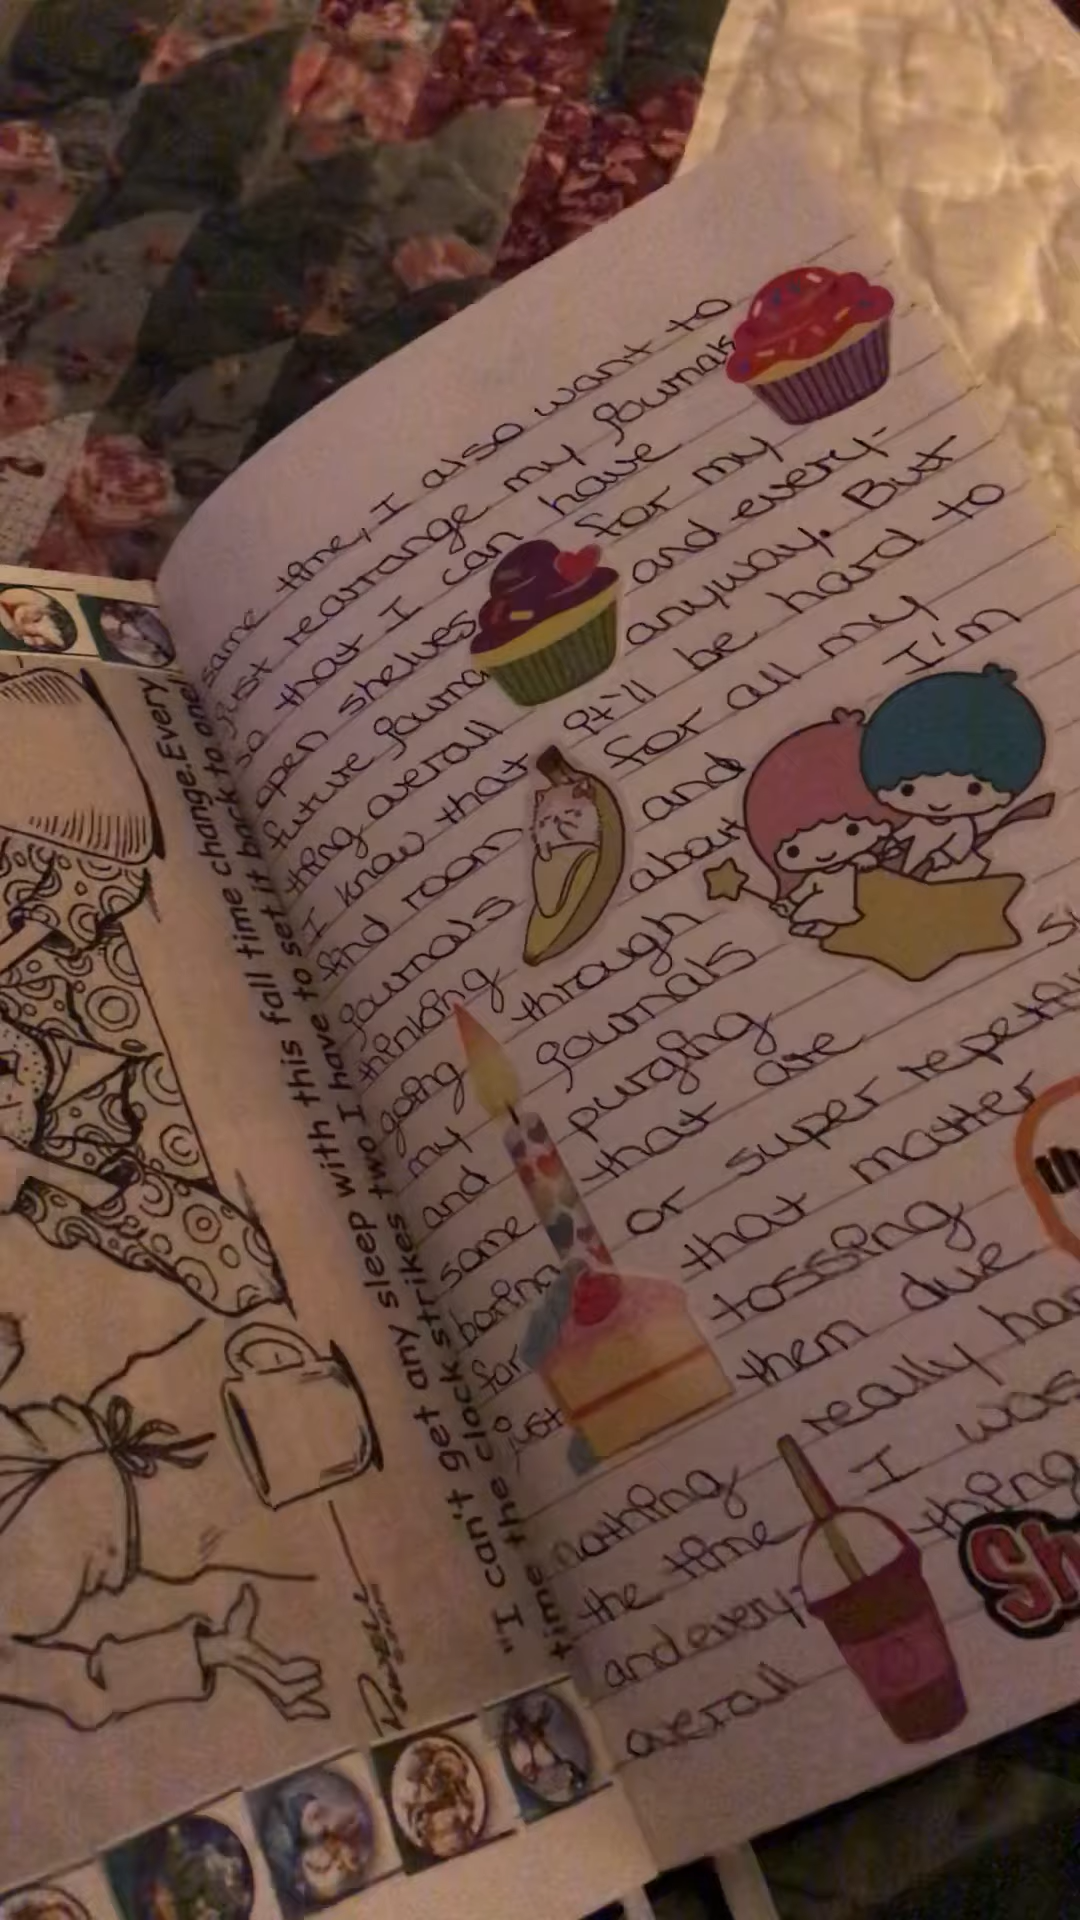 "I can't get any sleep with this fall time change. Every
time the clock strikes two I have to set it back to one!
same time, I also want to
just rearrange my journals
so that I can have
open shelves for my
future journa and every-
thing overall anyway. But
I know that it'll be hard to
find room for all my
journals and I'm
thinking about
going through
my journals
and purging
some that are
boring or super
for that matter
just tossing
them due
nothing really
the time I was
and every- thing
overall
Sh